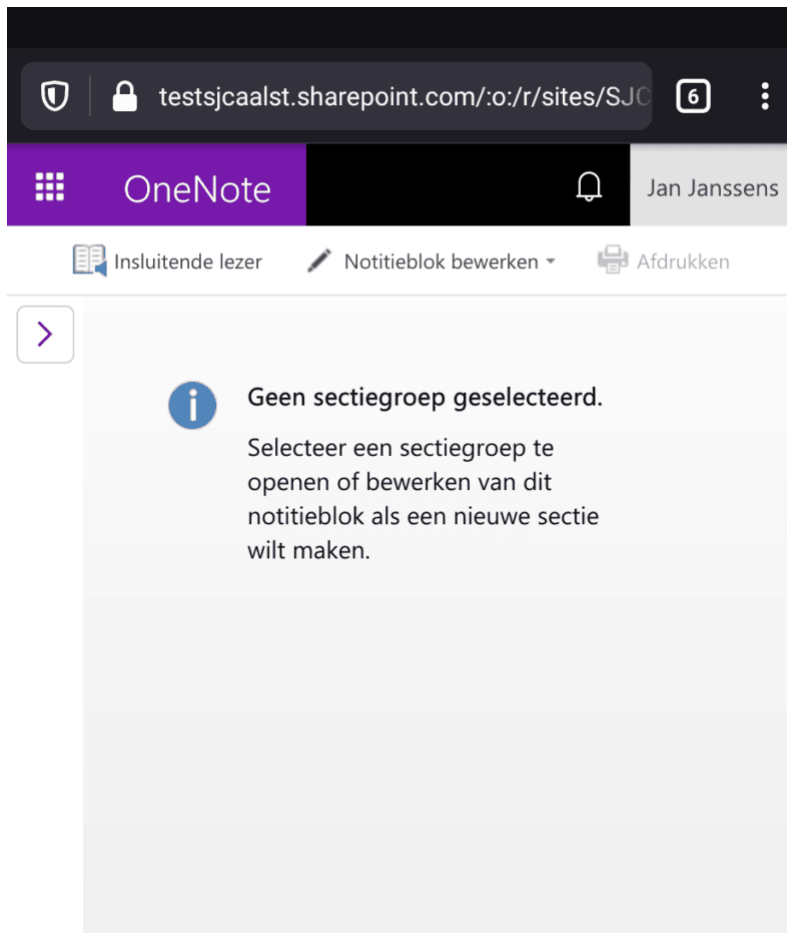 testsjcaalst.sharepoint.com/:o:/r/sites/SJC
6
OneNote
Jan Janssens
Insluitende lezer
Notitieblok bewerken
Afdrukken
Geen sectiegroep geselecteerd.
Selecteer een sectiegroep te
openen of bewerken van dit
notitieblok als een nieuwe sectie
wilt maken.